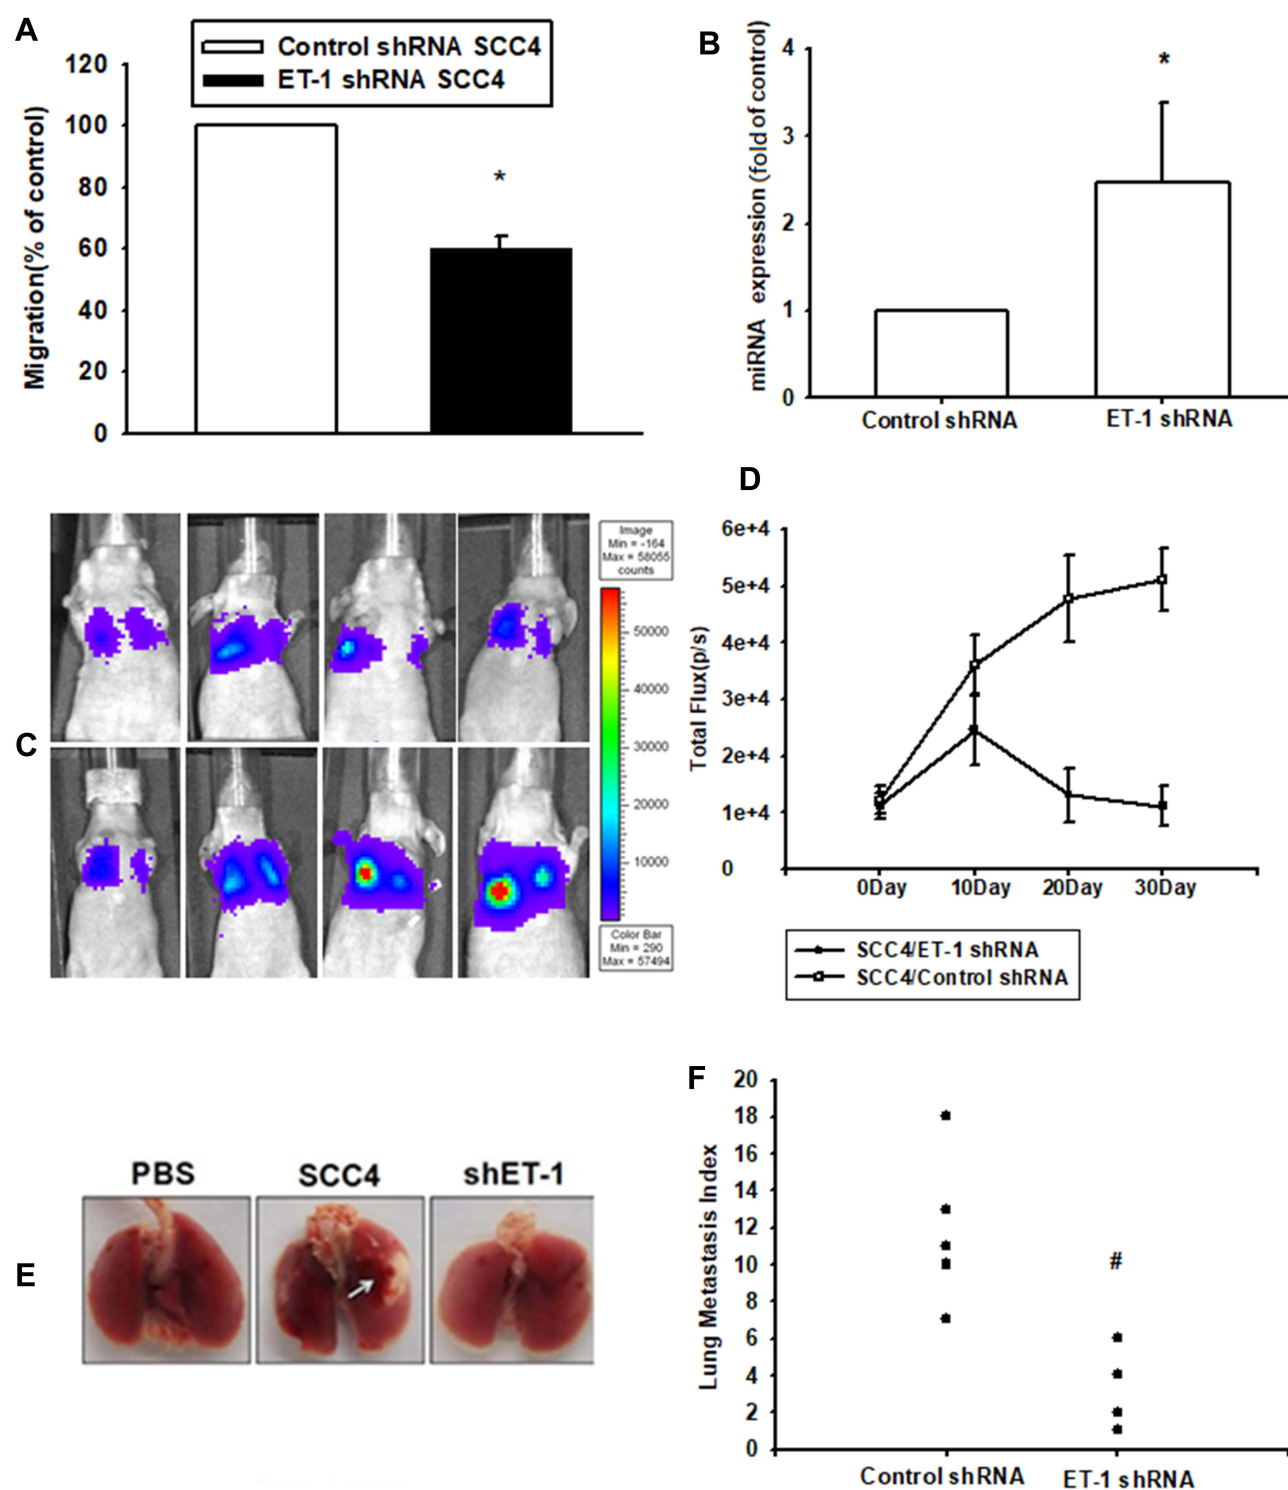 A
Control shRNA SCC4
ET-1 shRNA SCC4
Migration(% of control)
120
100
80
60
40
20
0
*
B
miRNA expression (fold of control)
4
3
2
1
0
*
Control shRNA
ET-1 shRNA
C
Image
Min = -164
Max = 58055
counts
50000
40000
30000
20000
10000
Color Bar
Min = 290
Max = 57494
D
Total Flux(p/s)
6e+4
5e+4
4e+4
3e+4
2e+4
1e+4
0
0Day
10Day
20Day
30Day
SCC4/ET-1 shRNA
SCC4/Control shRNA
E
PBS
SCC4
shET-1
F
Lung Metastasis Index
20
18
16
14
12
10
8
6
4
2
0
#
Control shRNA
ET-1 shRNA